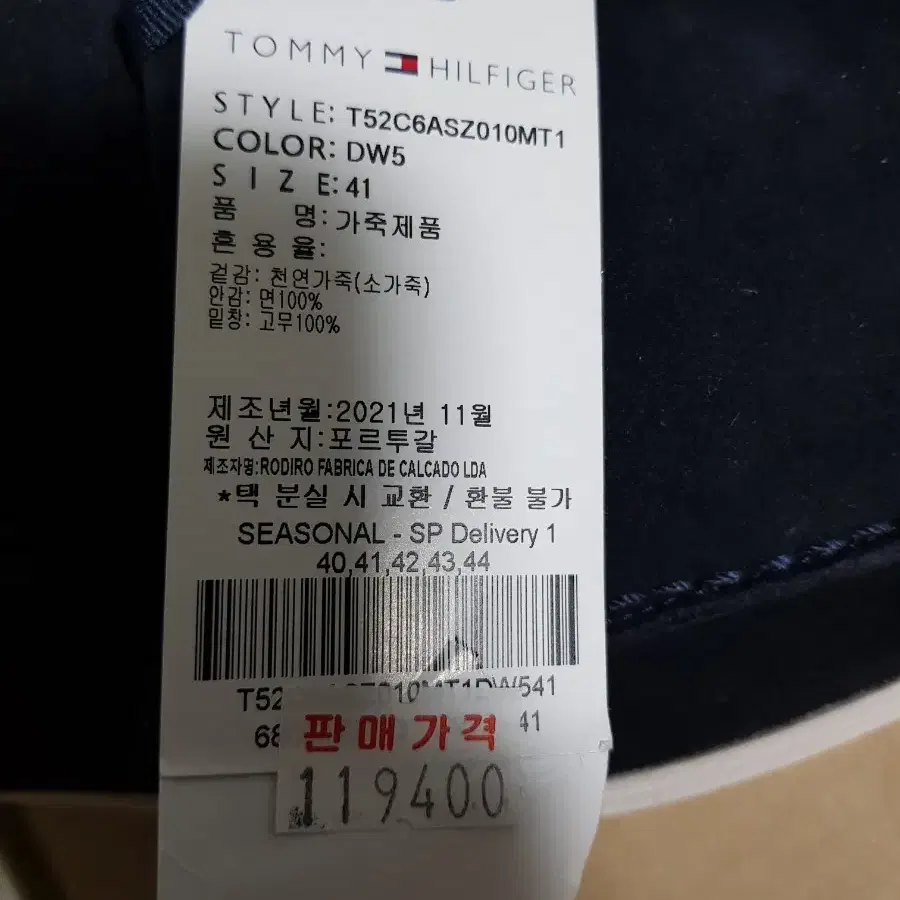 TOMMY HILFIGER
STYLE: T52C6ASZ010MT1
COLOR: DW5
SIZE: 41
품 명: 가죽제품
혼용율:
겉감: 천연가죽(소가죽)
안감: 면100%
밑창: 고무100%
제조년월:2021년 11월
원산지:포르투갈
제조자명:RODIRO FABRICA DE CALCADO LDA
*택 분실 시 교환 / 환불 불가
SEASONAL - SP Delivery 1
40,41,42,43,44
판매가격
119400